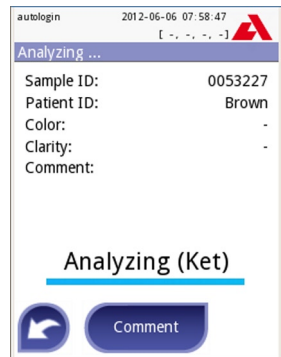 autologin 2012-06-06 07:58:47
[ -, -, -, -]
Analyzing ...
Sample ID: 0053227
Patient ID: Brown
Color: -
Clarity: -
Comment:
Analyzing (Ket)
Comment